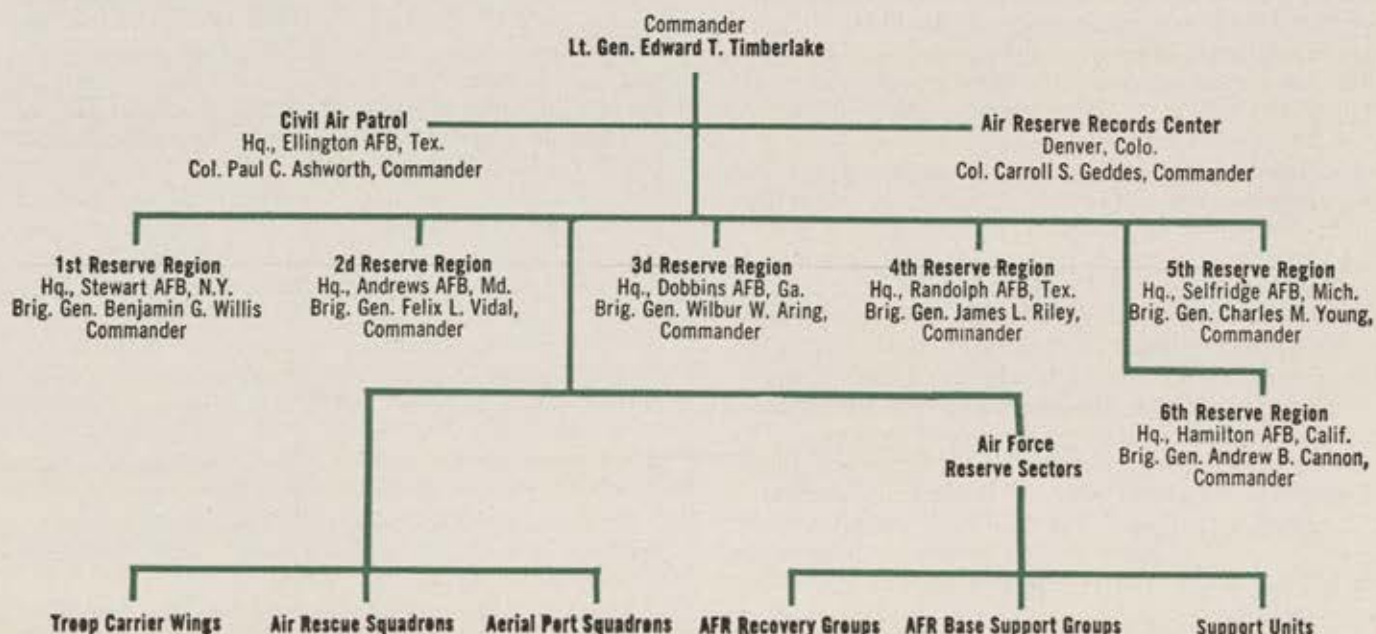 Commander
Lt. Gen. Edward T. Timberlake
Civil Air Patrol
Hq., Ellington AFB, Tex.
Col. Paul C. Ashworth, Commander
Air Reserve Records Center
Denver, Colo.
Col. Carroll S. Geddes, Commander
1st Reserve Region
Hq., Stewart AFB, N.Y.
Brig. Gen. Benjamin G. Willis
Commander
2d Reserve Region
Hq., Andrews AFB, Md.
Brig. Gen. Felix L. Vidal,
Commander
3d Reserve Region
Hq., Dobbins AFB, Ga.
Brig. Gen. Wilbur W. Aring,
Commander
4th Reserve Region
Hq., Randolph AFB, Tex.
Brig. Gen. James L. Riley,
Commander
5th Reserve Region
Hq., Selfridge AFB, Mich.
Brig. Gen. Charles M. Young,
Commander
6th Reserve Region
Hq., Hamilton AFB, Calif.
Brig. Gen. Andrew B. Cannon,
Commander
Air Force
Reserve Sectors
Troop Carrier Wings
Air Rescue Squadrons
Aerial Port Squadrons
AFR Recovery Groups
AFR Base Support Groups
Support Units